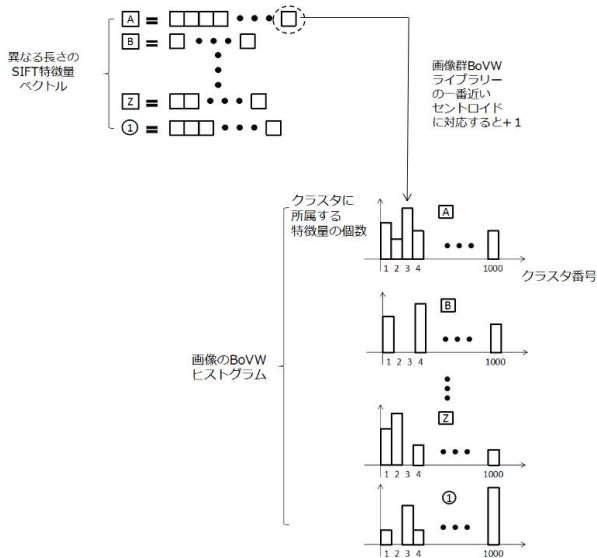 A = ・・・
B = ・・・
異なる長さの
SIFT特徴量
ベクトル
Z = ・・・
① = ・・・
画像群BoVW
ライブラリー
の一番近い
セントロイド
に対応すると+1
クラスタに
所属する
特徴量の個数
A
1 2 3 4 ・・・ 1000
クラスタ番号
B
1 2 3 4 ・・・ 1000
画像のBoVW
ヒストグラム
Z
1 2 3 4 ・・・ 1000
①
1 2 3 4 ・・・ 1000